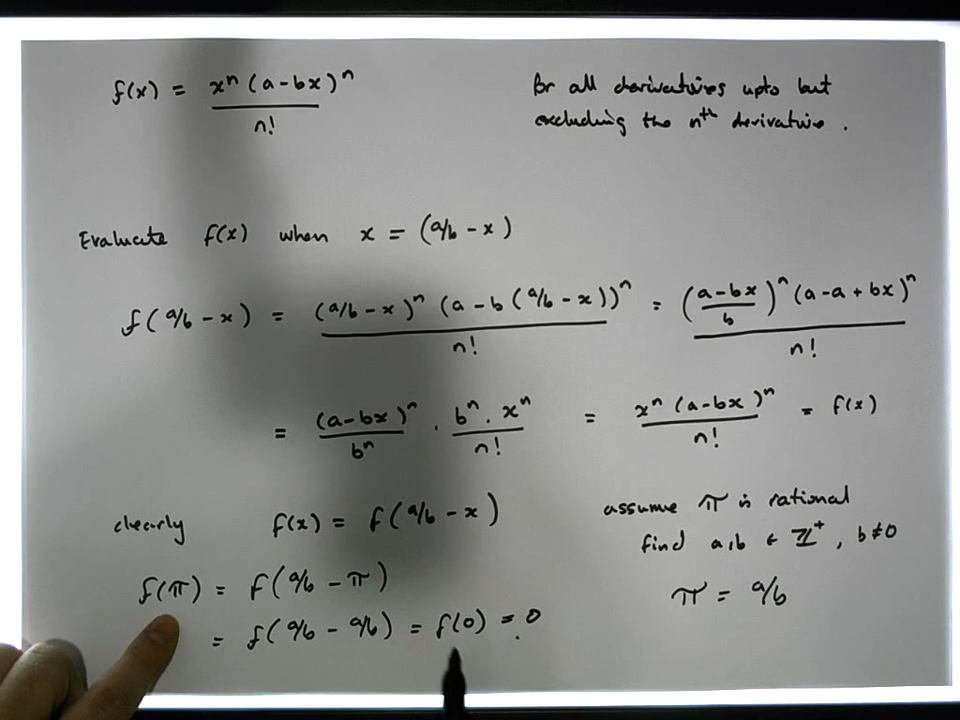 f(x) = xⁿ (a-bx)ⁿ / n!
for all derivatives upto but
excluding the nᵗʰ derivative .
Evaluate f(x) when x = (a/b - x)
f(a/b - x) = (a/b - x)ⁿ (a - b(a/b - x))ⁿ / n! = ((a-bx)/b)ⁿ (a-a+bx)ⁿ / n!
= (a-bx)ⁿ / bⁿ . bⁿ . xⁿ / n! = xⁿ (a-bx)ⁿ / n! = f(x)
clearly f(x) = f(a/b - x)
f(π) = f(a/b - π)
= f(a/b - a/b) = f(0) = 0
assume π is rational
find a,b ∈ ℤ⁺, b≠0
π = a/b